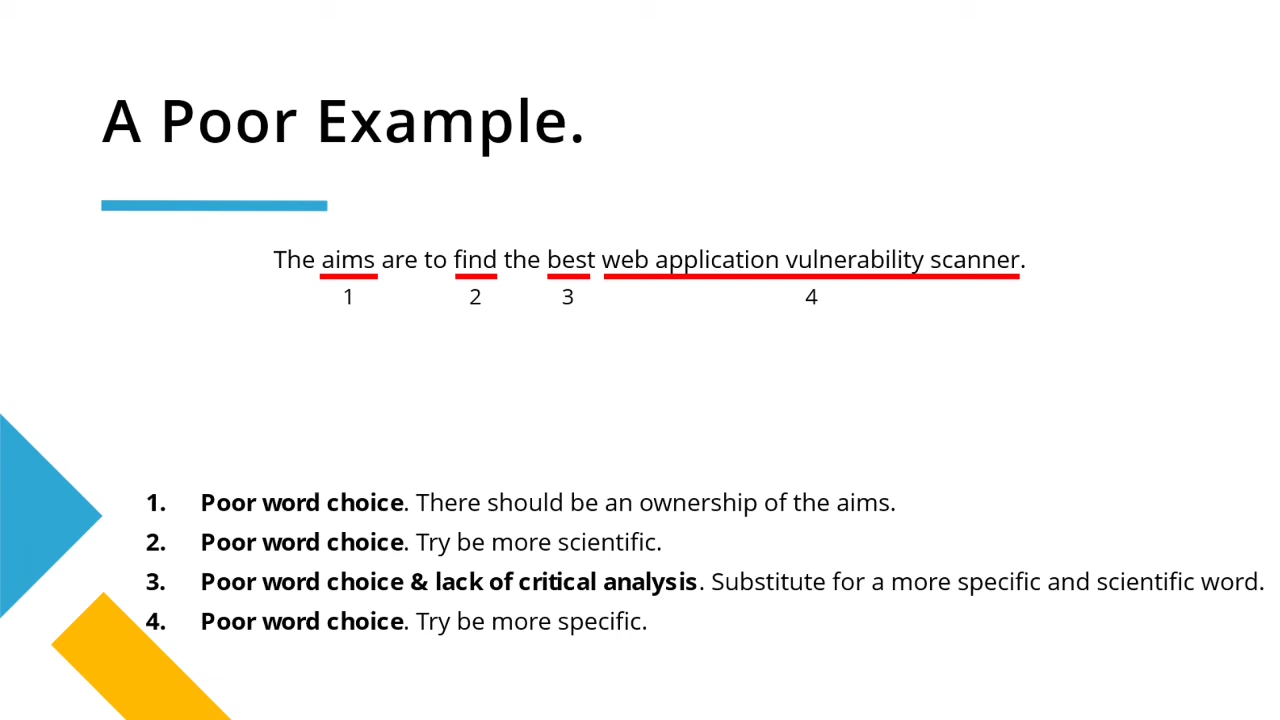 A Poor Example.
The aims are to find the best web application vulnerability scanner.
1 2 3 4
1. Poor word choice. There should be an ownership of the aims.
2. Poor word choice. Try be more scientific.
3. Poor word choice & lack of critical analysis. Substitute for a more specific and scientific word.
4. Poor word choice. Try be more specific.